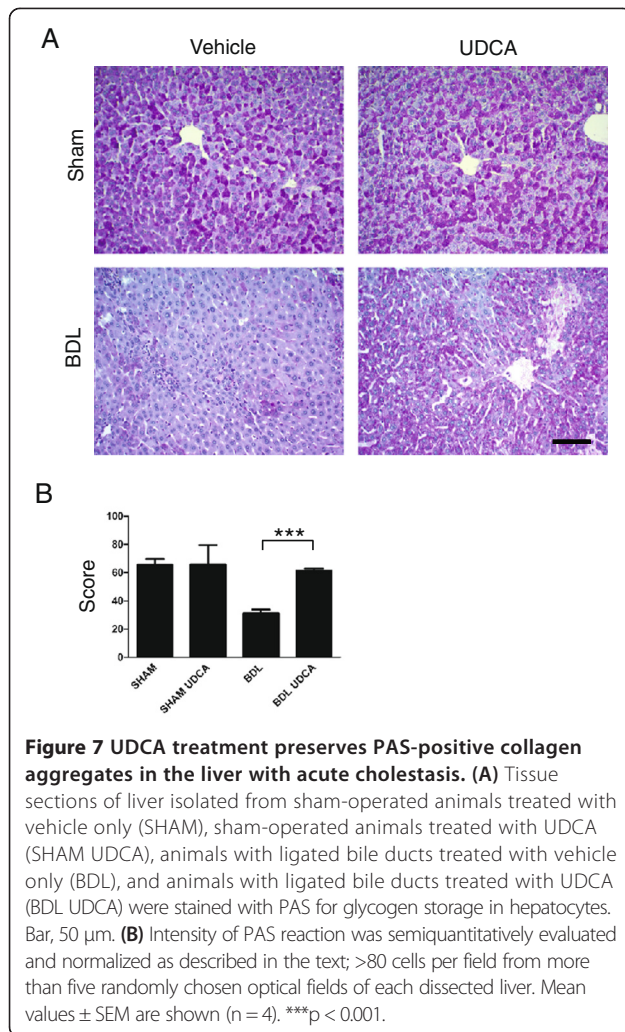 A
Vehicle UDCA
Sham
BDL
B
Score
100
80
60
40
20
0
***
SHAM
SHAM UDCA
BDL
BDL UDCA
Figure 7 UDCA treatment preserves PAS-positive collagen
aggregates in the liver with acute cholestasis. (A) Tissue
sections of liver isolated from sham-operated animals treated with
vehicle only (SHAM), sham-operated animals treated with UDCA
(SHAM UDCA), animals with ligated bile ducts treated with vehicle
only (BDL), and animals with ligated bile ducts treated with UDCA
(BDL UDCA) were stained with PAS for glycogen storage in hepatocytes.
Bar, 50 μm. (B) Intensity of PAS reaction was semiquantitatively evaluated
and normalized as described in the text; >80 cells per field from more
than five randomly chosen optical fields of each dissected liver. Mean
values ± SEM are shown (n = 4). ***p < 0.001.